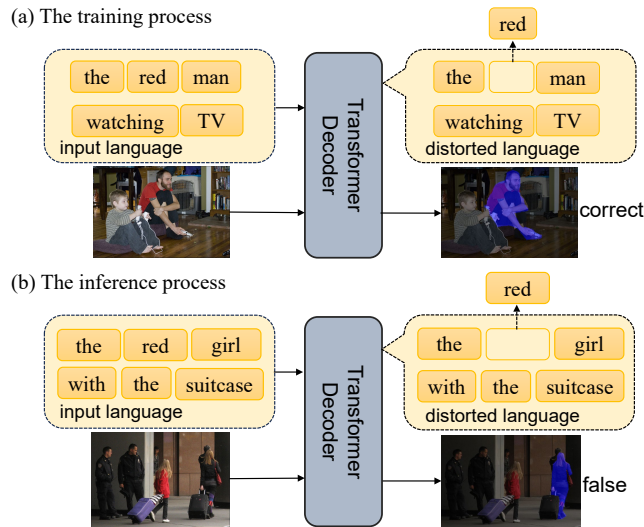 (a) The training process
red
the red man
the man
watching TV
watching TV
input language
distorted language
Transformer
Decoder
correct
(b) The inference process
red
the red girl
the girl
with the suitcase
with the suitcase
input language
distorted language
Transformer
Decoder
false